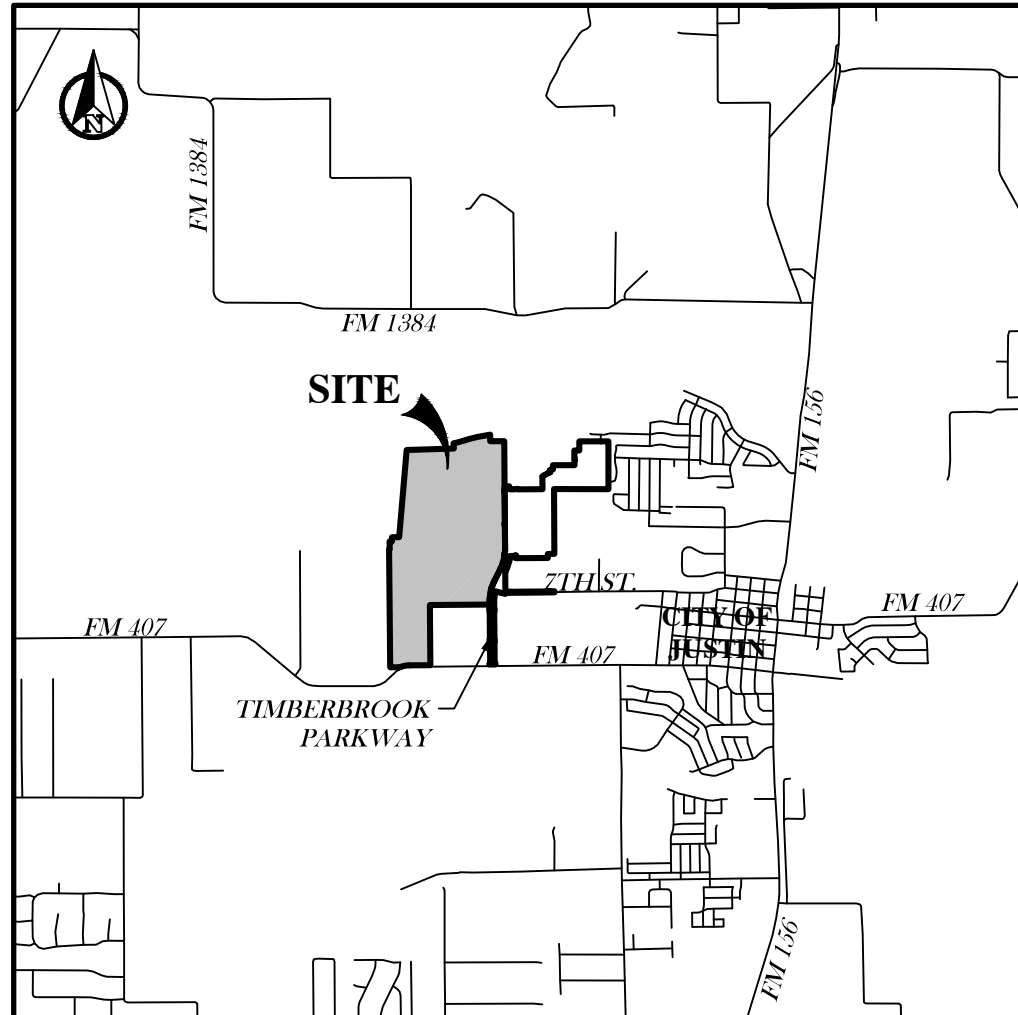 N
FM 1384
FM 1384
SITE
FM 156
7TH ST.
FM 407
CITY OF
JUSTIN
FM 407
FM 407
TIMBERBROOK
PARKWAY
FM 156